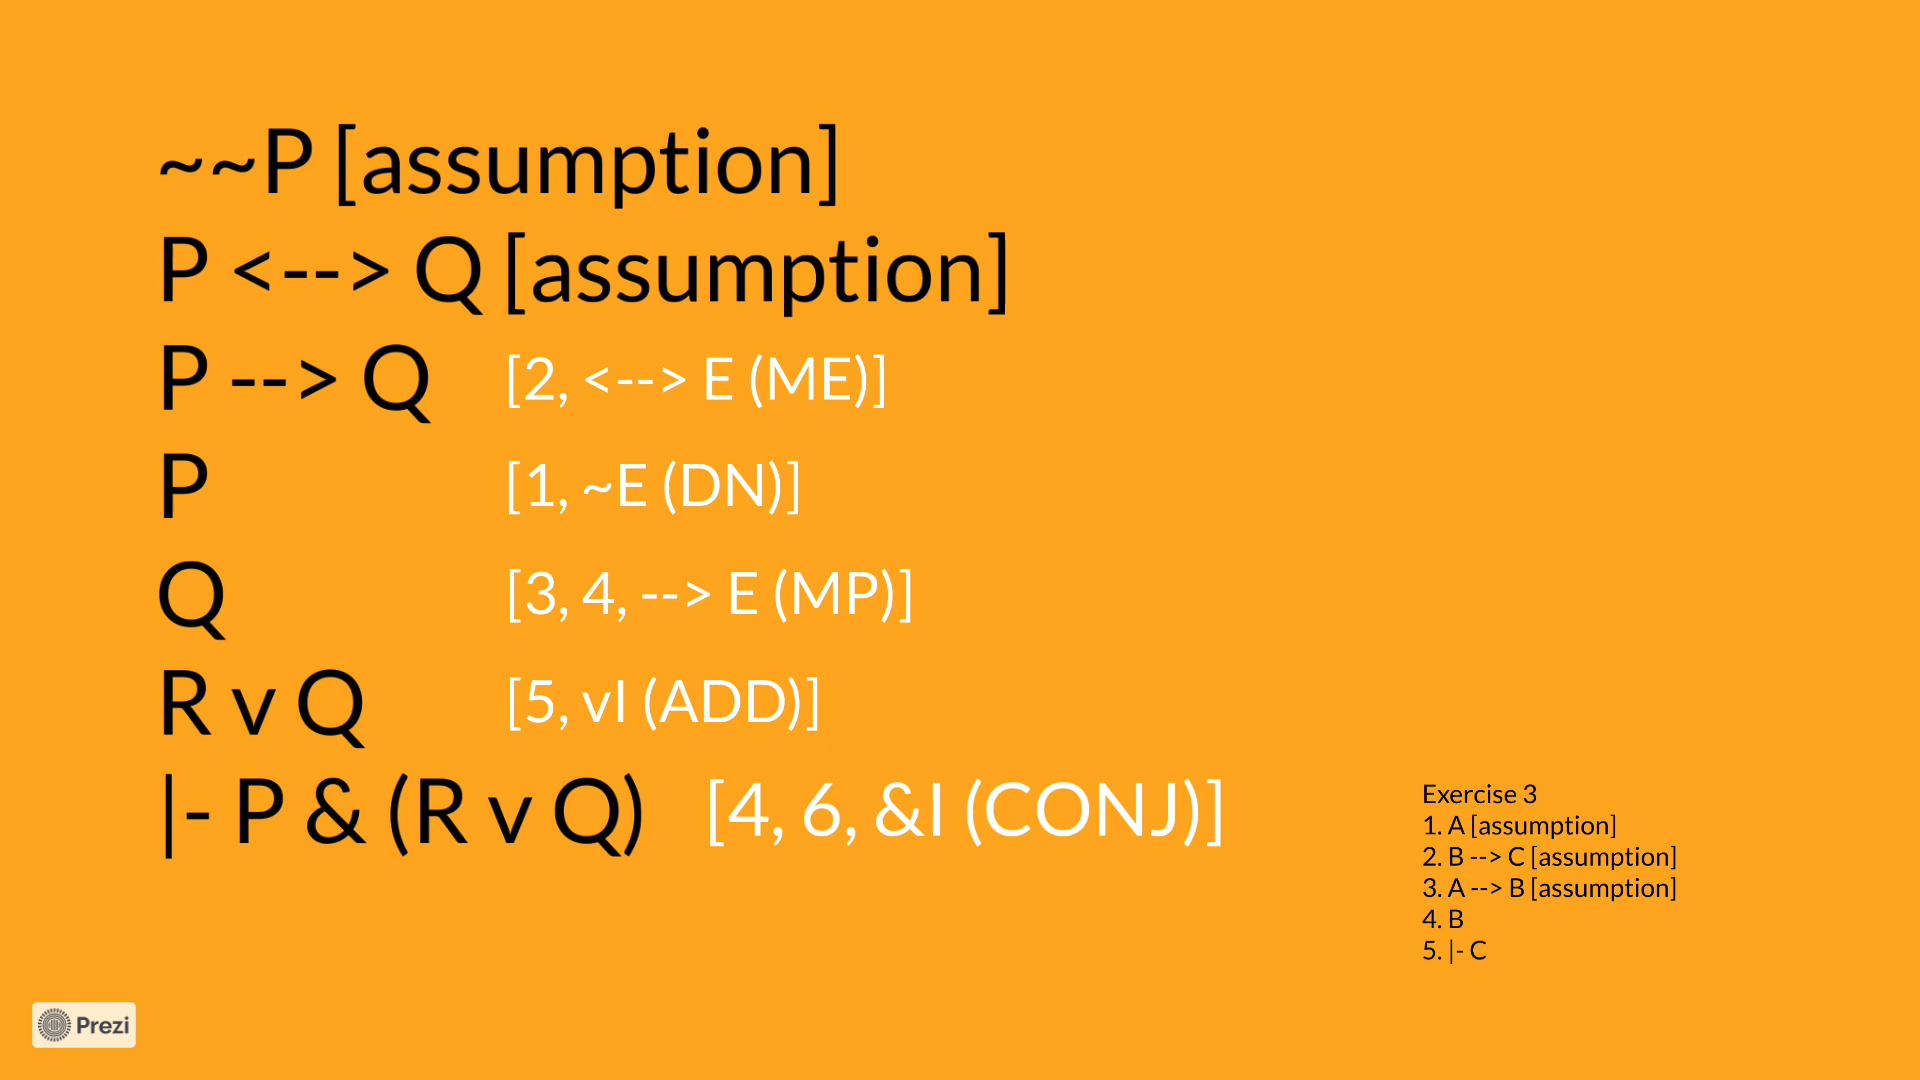 ~~P [assumption]
P <--> Q [assumption]
P --> Q [2, <--> E (ME)]
P [1, ~E (DN)]
Q [3, 4, --> E (MP)]
R v Q [5, vI (ADD)]
|- P & (R v Q) [4, 6, &I (CONJ)]
Exercise 3
1. A [assumption]
2. B --> C [assumption]
3. A --> B [assumption]
4. B
5. |- C
Prezi